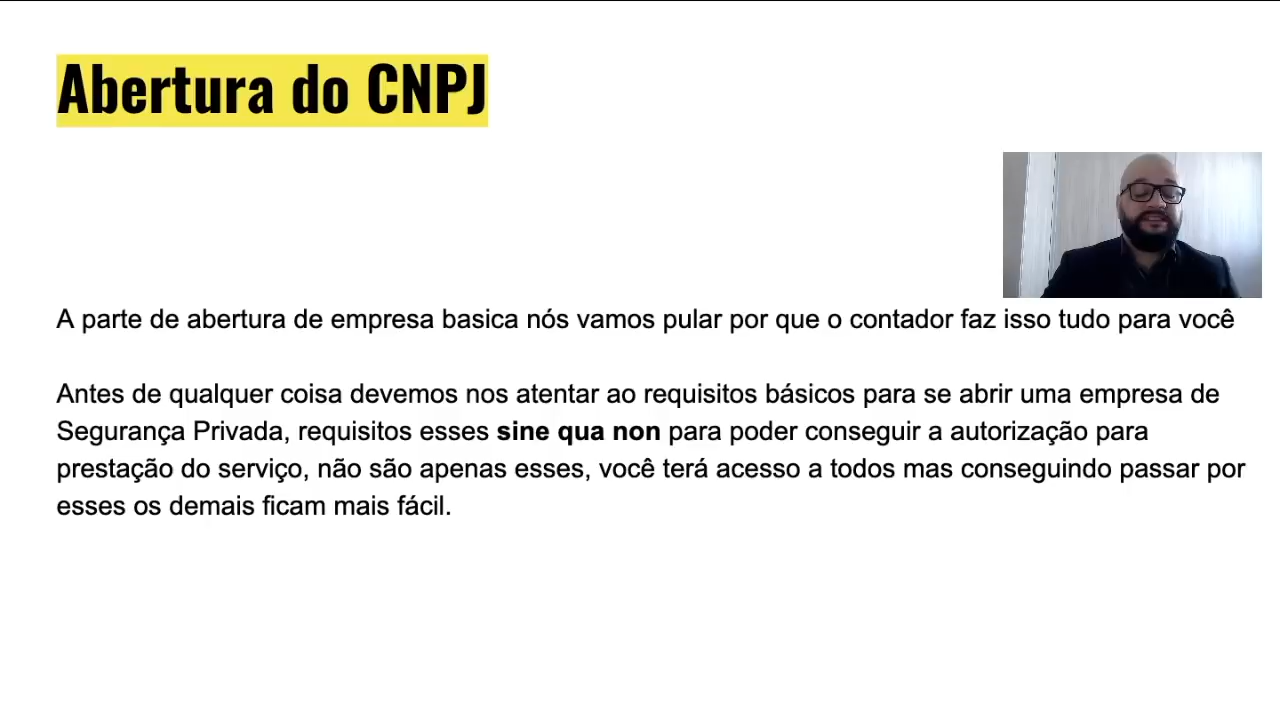 Abertura do CNPJ
A parte de abertura de empresa basica nós vamos pular por que o contador faz isso tudo para você
Antes de qualquer coisa devemos nos atentar ao requisitos básicos para se abrir uma empresa de
Segurança Privada, requisitos esses sine qua non para poder conseguir a autorização para
prestação do serviço, não são apenas esses, você terá acesso a todos mas conseguindo passar por
esses os demais ficam mais fácil.